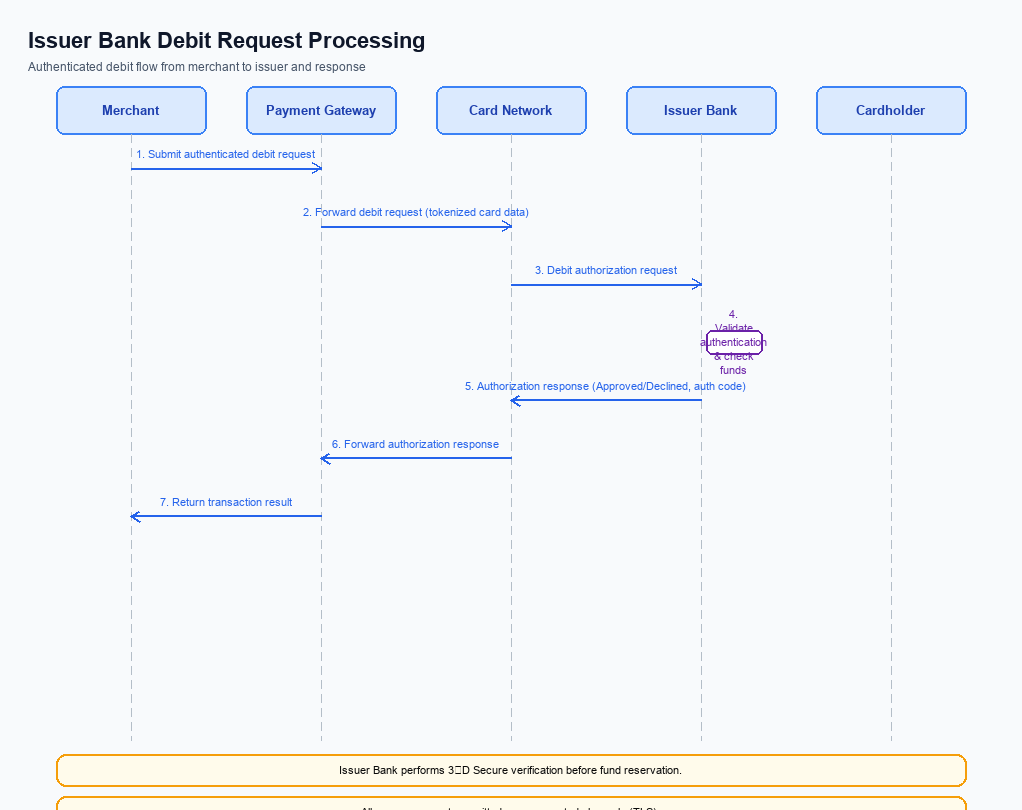 Issuer Bank Debit Request Processing
Authenticated debit flow from merchant to issuer and response
Merchant
Payment Gateway
Card Network
Issuer Bank
Cardholder
1. Submit authenticated debit request
2. Forward debit request (tokenized card data)
3. Debit authorization request
4.
Validate
authentication
& check
funds
5. Authorization response (Approved/Declined, auth code)
6. Forward authorization response
7. Return transaction result
Issuer Bank performs 3□D Secure verification before fund reservation.